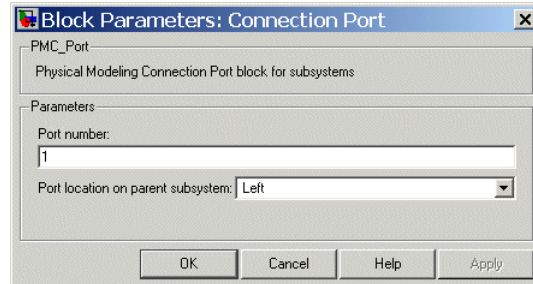 Block Parameters: Connection Port
PMC_Port
Physical Modeling Connection Port block for subsystems
Parameters
Port number:
1
Port location on parent subsystem: Left
OK Cancel Help Apply